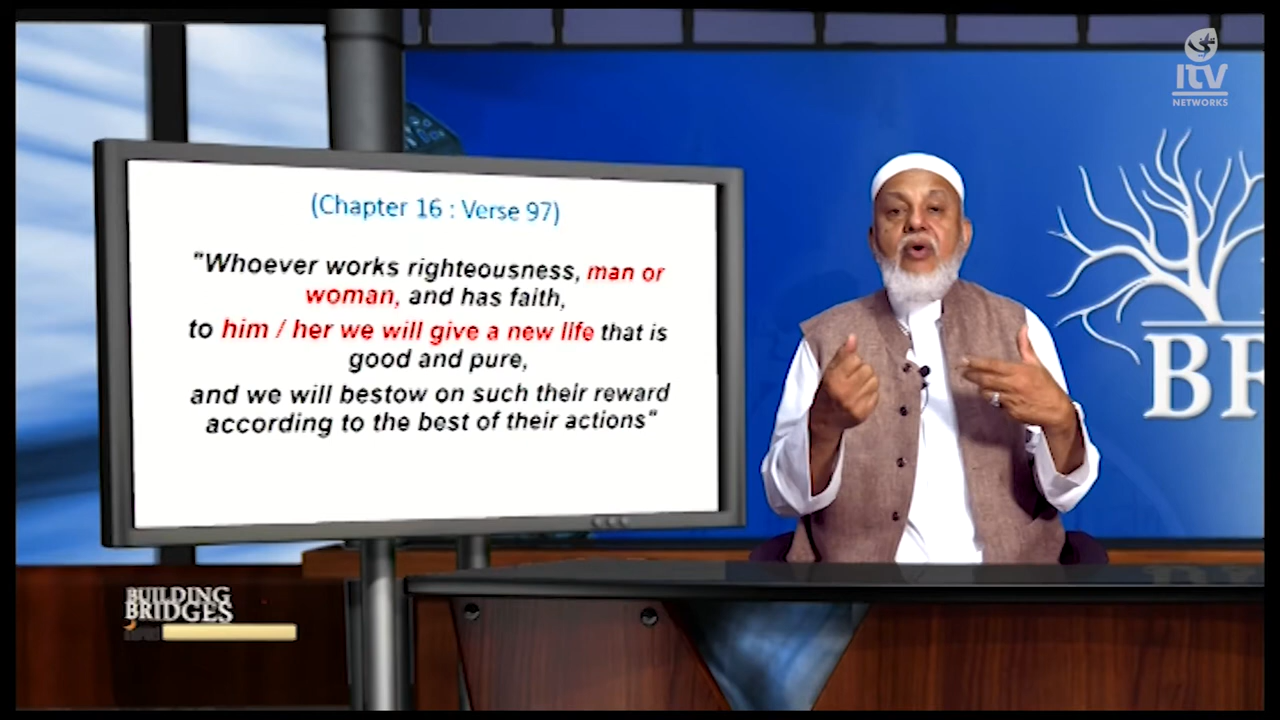 ITV
NETWORKS
(Chapter 16 : Verse 97)
"Whoever works righteousness, man or
woman, and has faith,
to him / her we will give a new life that is
good and pure,
and we will bestow on such their reward
according to the best of their actions"
BR
BUILDING
BRIDGES